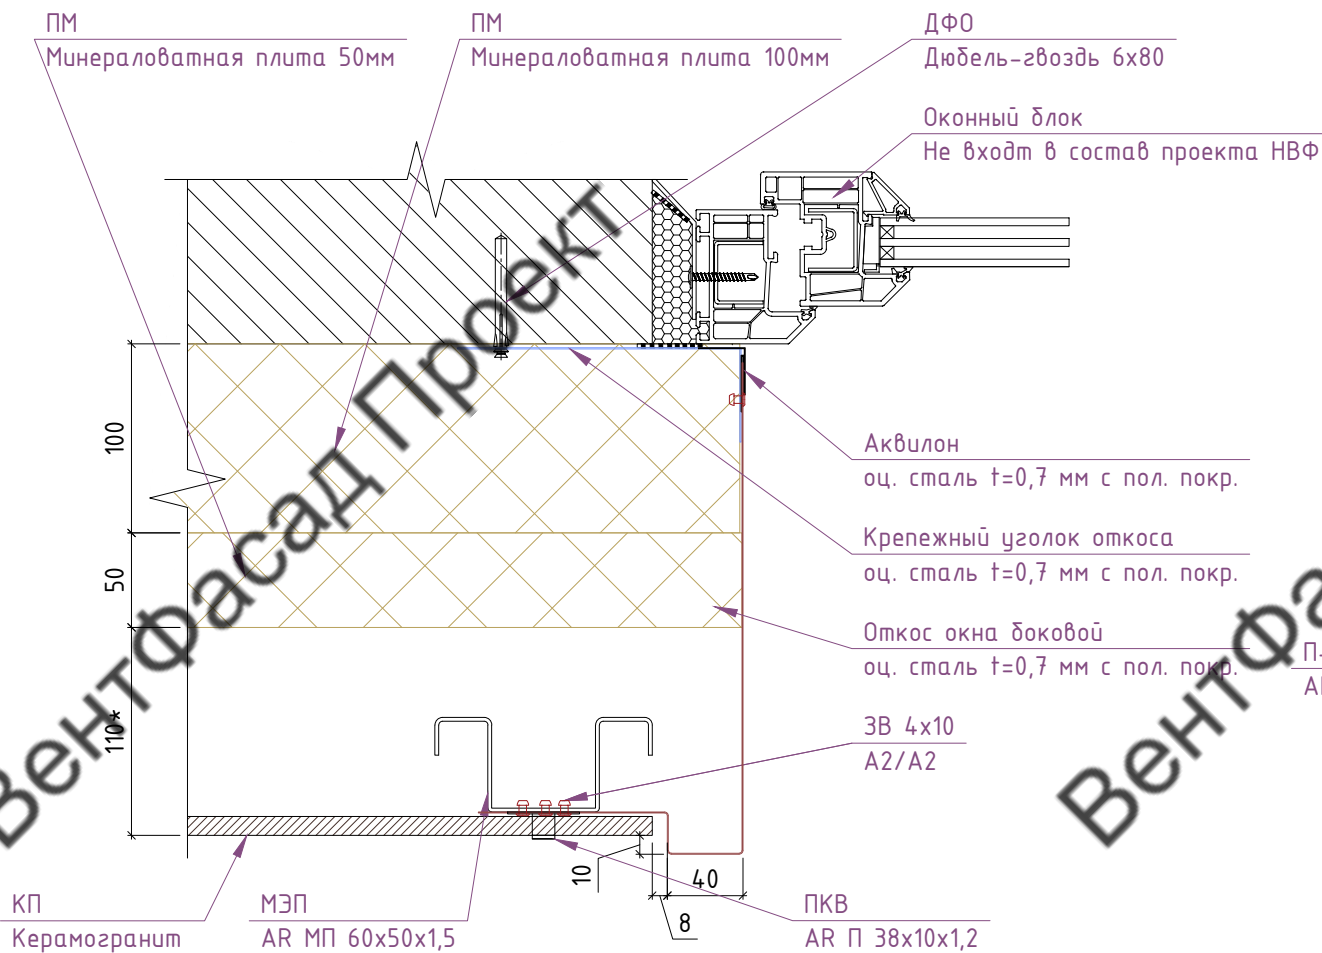 ПМ
Минераловатная плита 50мм
ПМ
Минераловатная плита 100мм
ДФО
Дюбель-гвоздь 6х80
Оконный блок
Не входт в состав проекта НВФ
Аквилон
оц. сталь t=0,7 мм с пол. покр.
Крепежный уголок откоса
оц. сталь t=0,7 мм с пол. покр.
Откос окна боковой
оц. сталь t=0,7 мм с пол. покр.
ЗВ 4х10
А2/А2
100
50
110*
10
40
8
КП
Керамогранит
МЭП
AR МП 60х50х1,5
ПКВ
AR П 38х10х1,2
ВентФасад Проект
ВентФа
П-